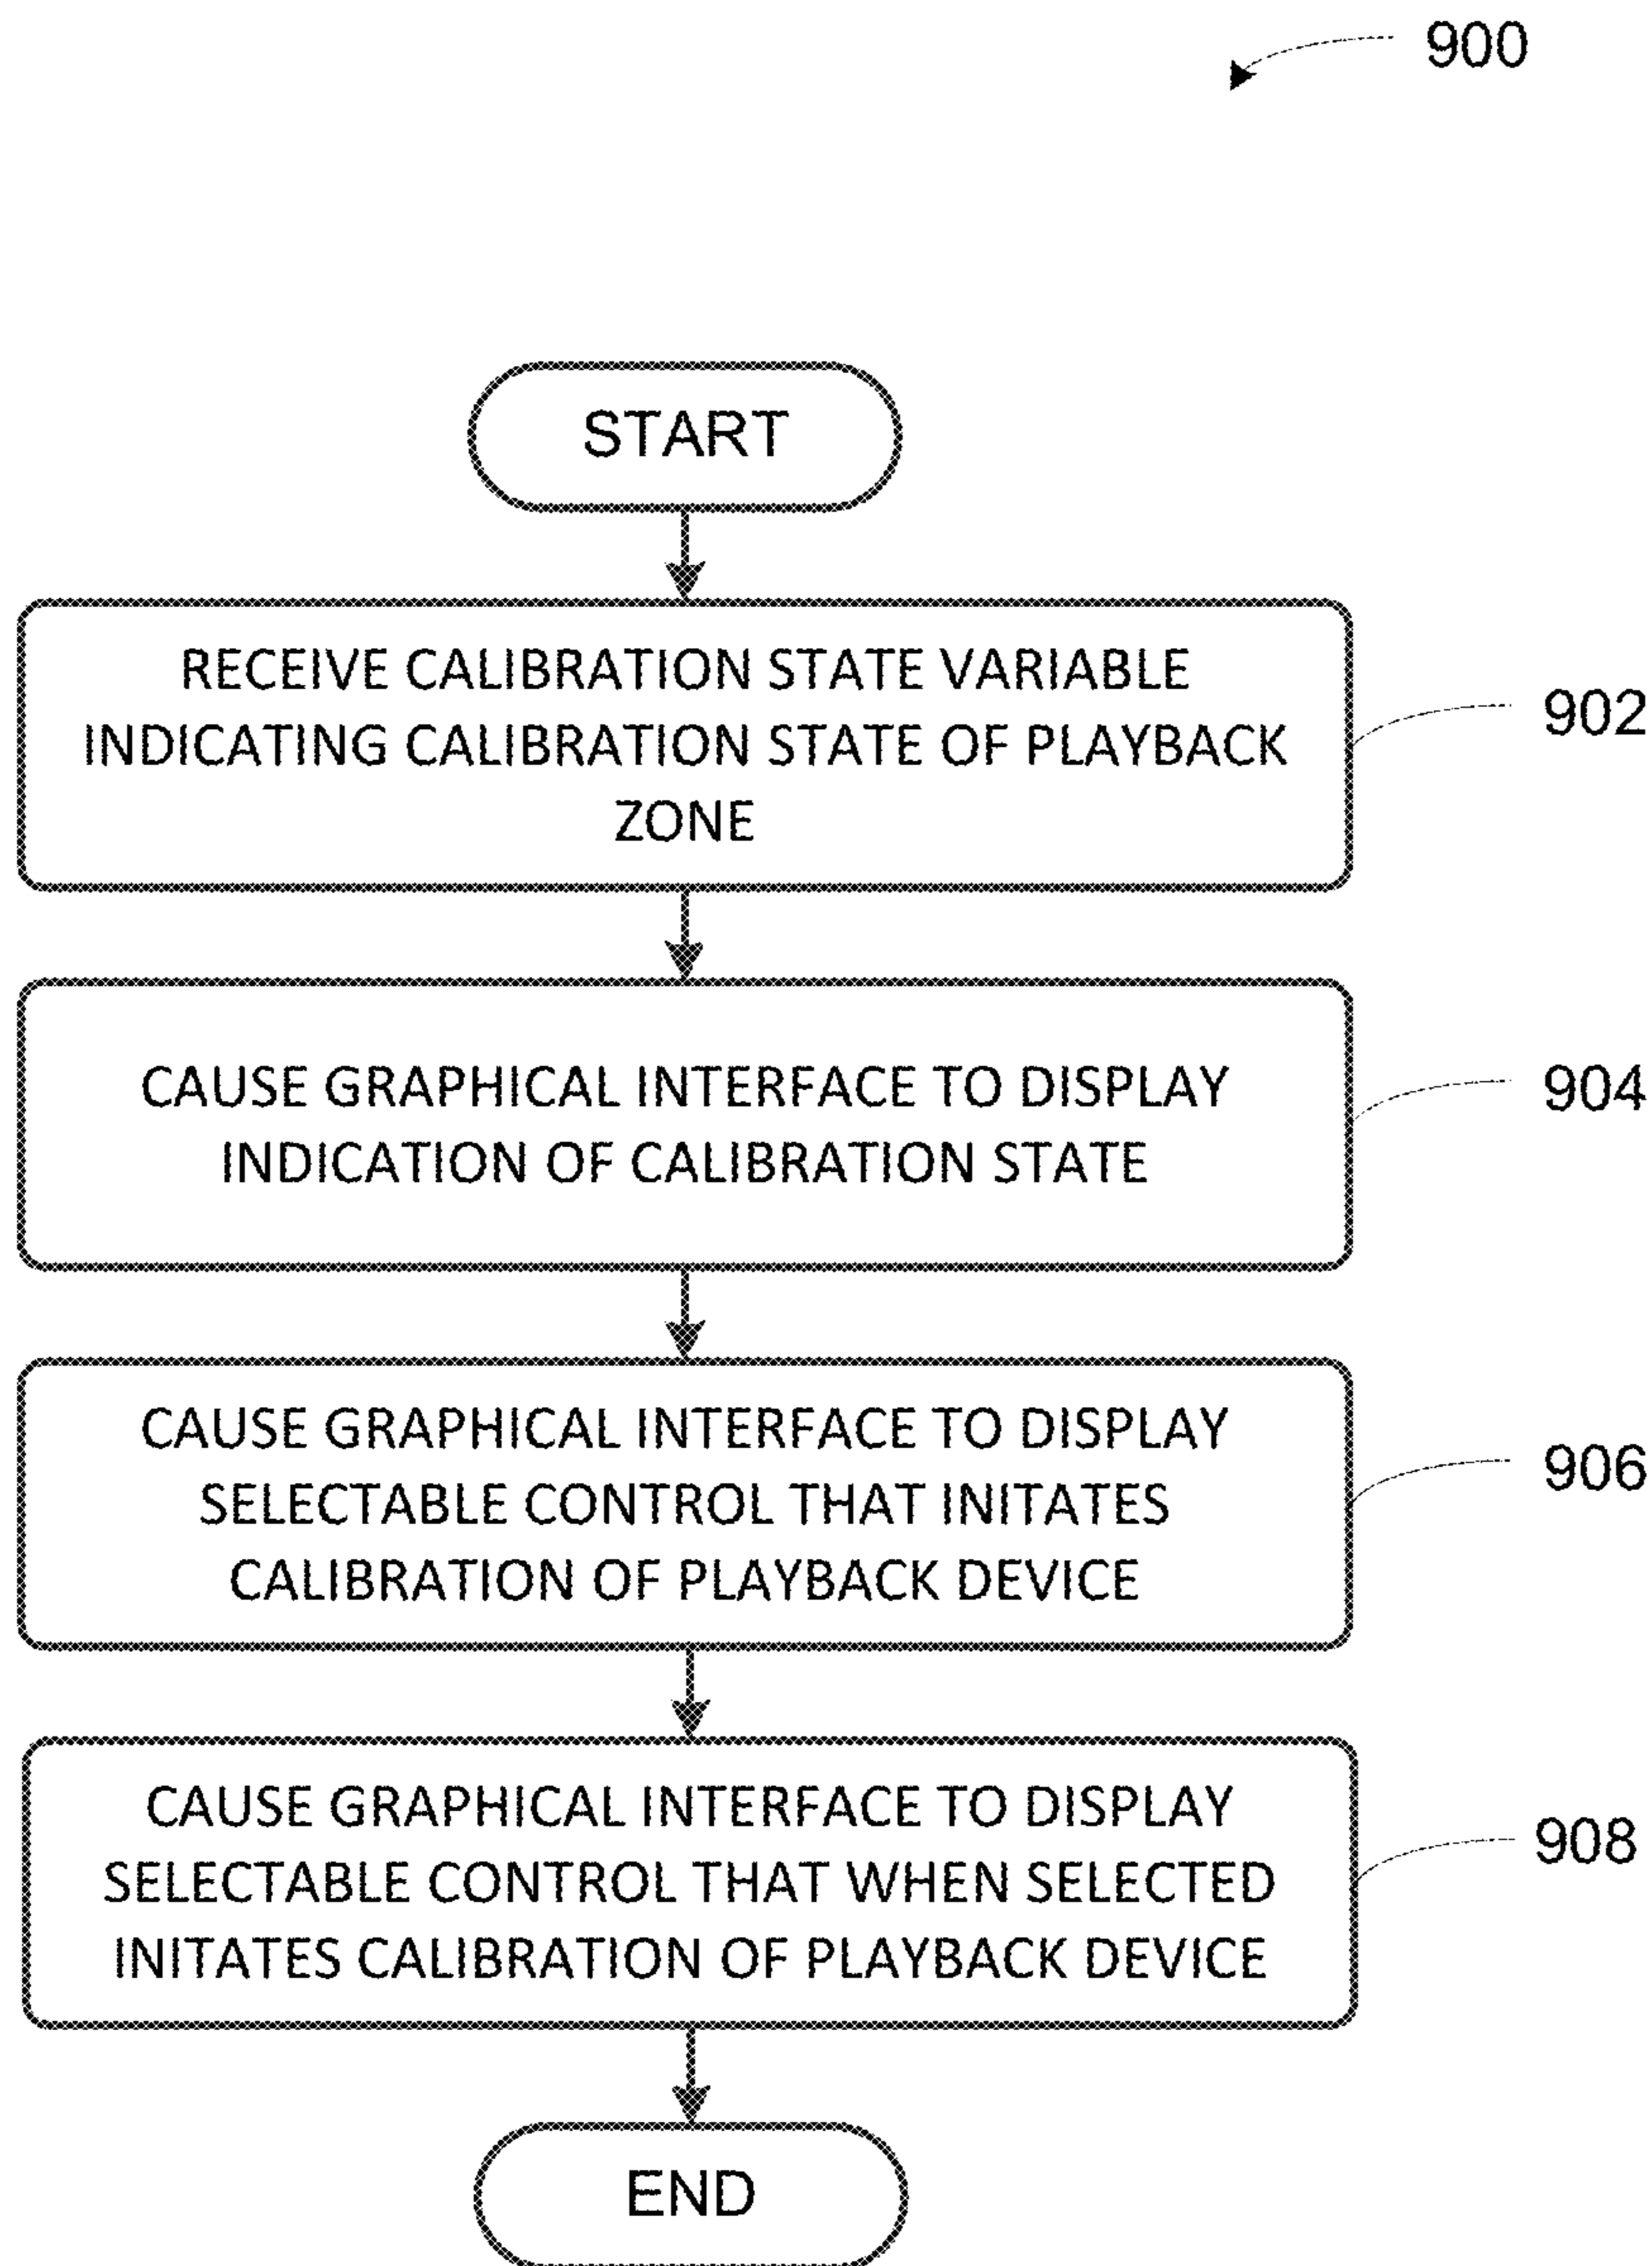 900
START
RECEIVE CALIBRATION STATE VARIABLE
INDICATING CALIBRATION STATE OF PLAYBACK
ZONE
902
CAUSE GRAPHICAL INTERFACE TO DISPLAY
INDICATION OF CALIBRATION STATE
904
CAUSE GRAPHICAL INTERFACE TO DISPLAY
SELECTABLE CONTROL THAT INITATES
CALIBRATION OF PLAYBACK DEVICE
906
CAUSE GRAPHICAL INTERFACE TO DISPLAY
SELECTABLE CONTROL THAT WHEN SELECTED
INITATES CALIBRATION OF PLAYBACK DEVICE
908
END